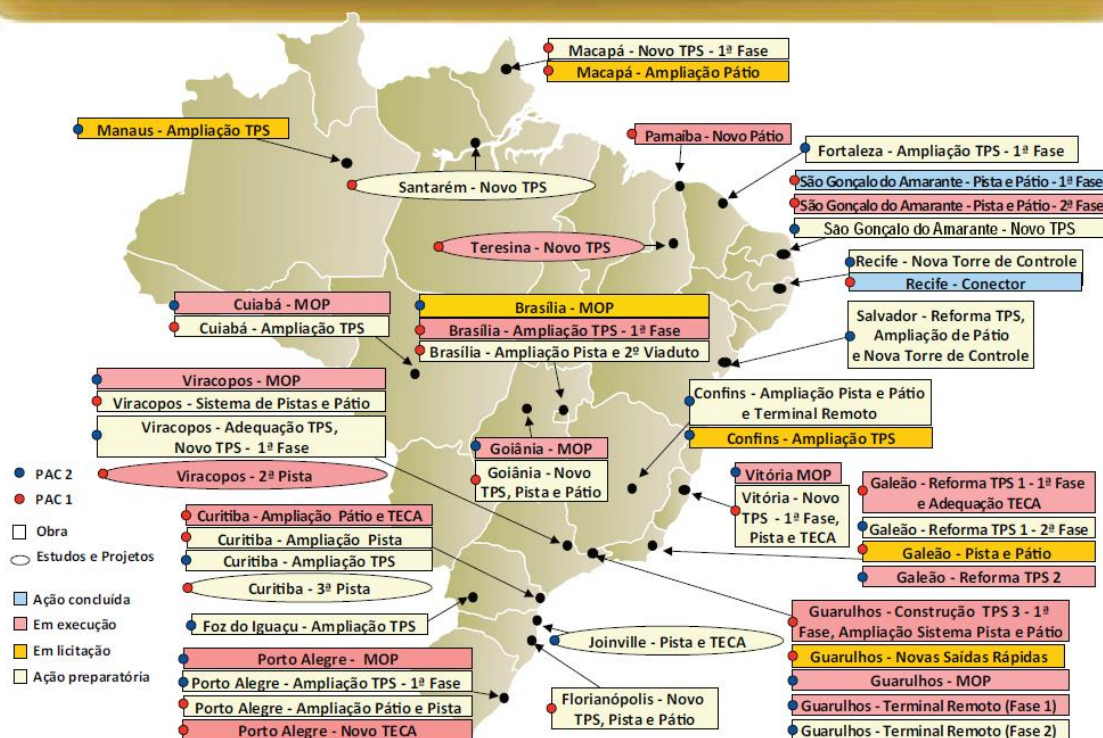 Macapá - Novo TPS - 1ª Fase
Macapá - Ampliação Pátio
Manaus - Ampliação TPS
Santarém - Novo TPS
Parnaíba - Novo Pátio
Fortaleza - Ampliação TPS - 1ª Fase
São Gonçalo do Amarante - Pista e Pátio - 1ª Fase
São Gonçalo do Amarante - Pista e Pátio - 2ª Fase
São Gonçalo do Amarante - Novo TPS
Teresina - Novo TPS
Recife - Nova Torre de Controle
Recife - Conector
Cuiabá - MOP
Cuiabá - Ampliação TPS
Brasília - MOP
Brasília - Ampliação TPS - 1ª Fase
Brasília - Ampliação Pista e 2º Viaduto
Salvador - Reforma TPS,
Ampliação de Pátio
e Nova Torre de Controle
Viracopos - MOP
Viracopos - Sistema de Pistas e Pátio
Viracopos - Adequação TPS,
Novo TPS - 1ª Fase
Viracopos - 2ª Pista
Confins - Ampliação Pista e Pátio
e Terminal Remoto
Confins - Ampliação TPS
Goiânia - MOP
Goiânia - Novo
TPS, Pista e Pátio
Vitória MOP
Vitória - Novo
TPS - 1ª Fase,
Pista e TECA
Galeão - Reforma TPS 1 - 1ª Fase
e Adequação TECA
Galeão - Reforma TPS 1 - 2ª Fase
Galeão - Pista e Pátio
Galeão - Reforma TPS 2
PAC 2
PAC 1
Obra
Estudos e Projetos
Ação concluída
Em execução
Em licitação
Ação preparatória
Curitiba - Ampliação Pátio e TECA
Curitiba - Ampliação Pista
Curitiba - Ampliação TPS
Curitiba - 3ª Pista
Foz do Iguaçu - Ampliação TPS
Joinville - Pista e TECA
Guarulhos - Construção TPS 3 - 1ª
Fase, Ampliação Sistema Pista e Pátio
Guarulhos - Novas Saídas Rápidas
Guarulhos - MOP
Guarulhos - Terminal Remoto (Fase 1)
Guarulhos - Terminal Remoto (Fase 2)
Porto Alegre - MOP
Porto Alegre - Ampliação TPS - 1ª Fase
Porto Alegre - Ampliação Pátio e Pista
Porto Alegre - Novo TECA
Florianópolis - Novo
TPS, Pista e Pátio